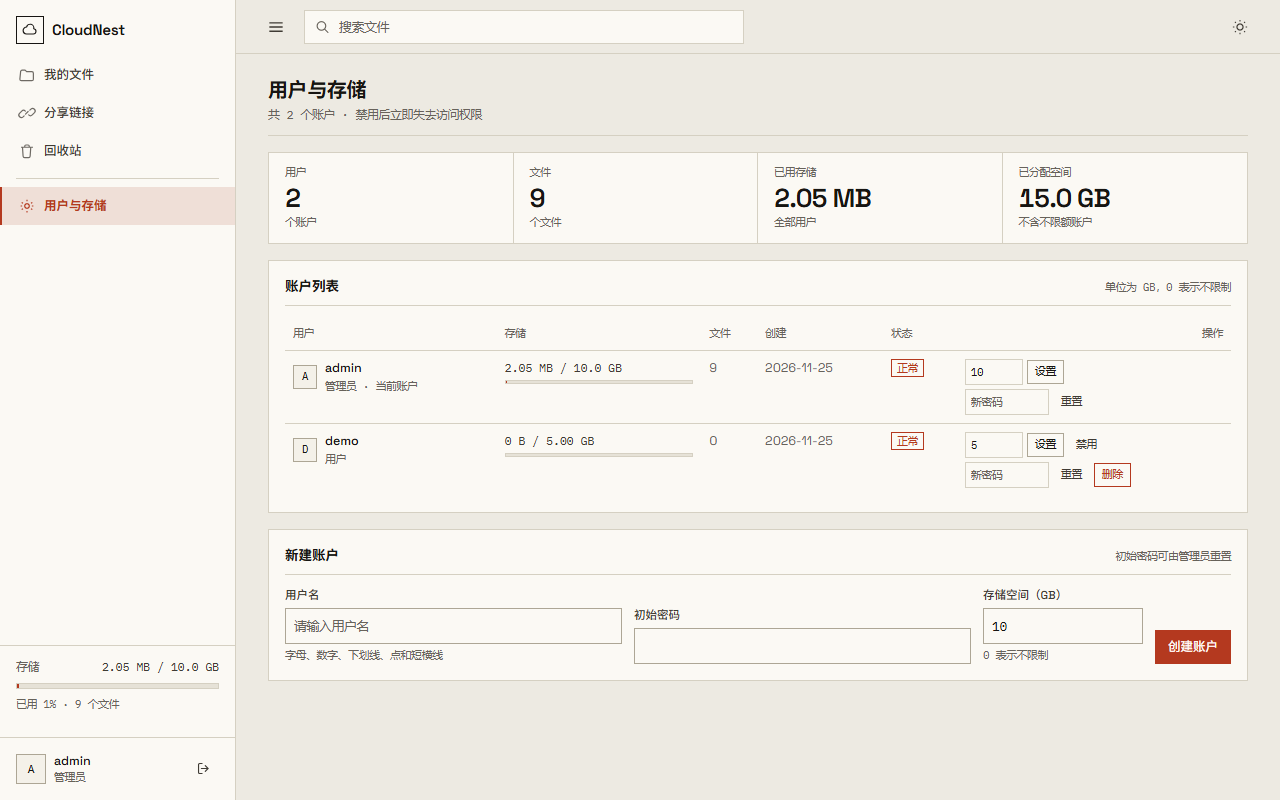 CloudNest
搜索文件
我的文件
分享链接
回收站
用户与存储
存储 2.05 MB / 10.0 GB
已用 1% · 9 个文件
A admin
管理员
用户与存储
共 2 个账户 · 禁用后立即失去访问权限
用户
2
个账户
文件
9
个文件
已用存储
2.05 MB
全部用户
已分配空间
15.0 GB
不含不限额账户
账户列表 单位为 GB, 0 表示不限制
用户 存储 文件 创建 状态 操作
A admin 2.05 MB / 10.0 GB 9 2026-11-25 正常 10 设置
管理员 · 当前账户 新密码 重置
D demo 0 B / 5.00 GB 0 2026-11-25 正常 5 设置 禁用
用户 新密码 重置 删除
新建账户 初始密码可由管理员重置
用户名
请输入用户名
字母、数字、下划线、点和短横线
初始密码
存储空间 (GB)
10
0 表示不限制
创建账户